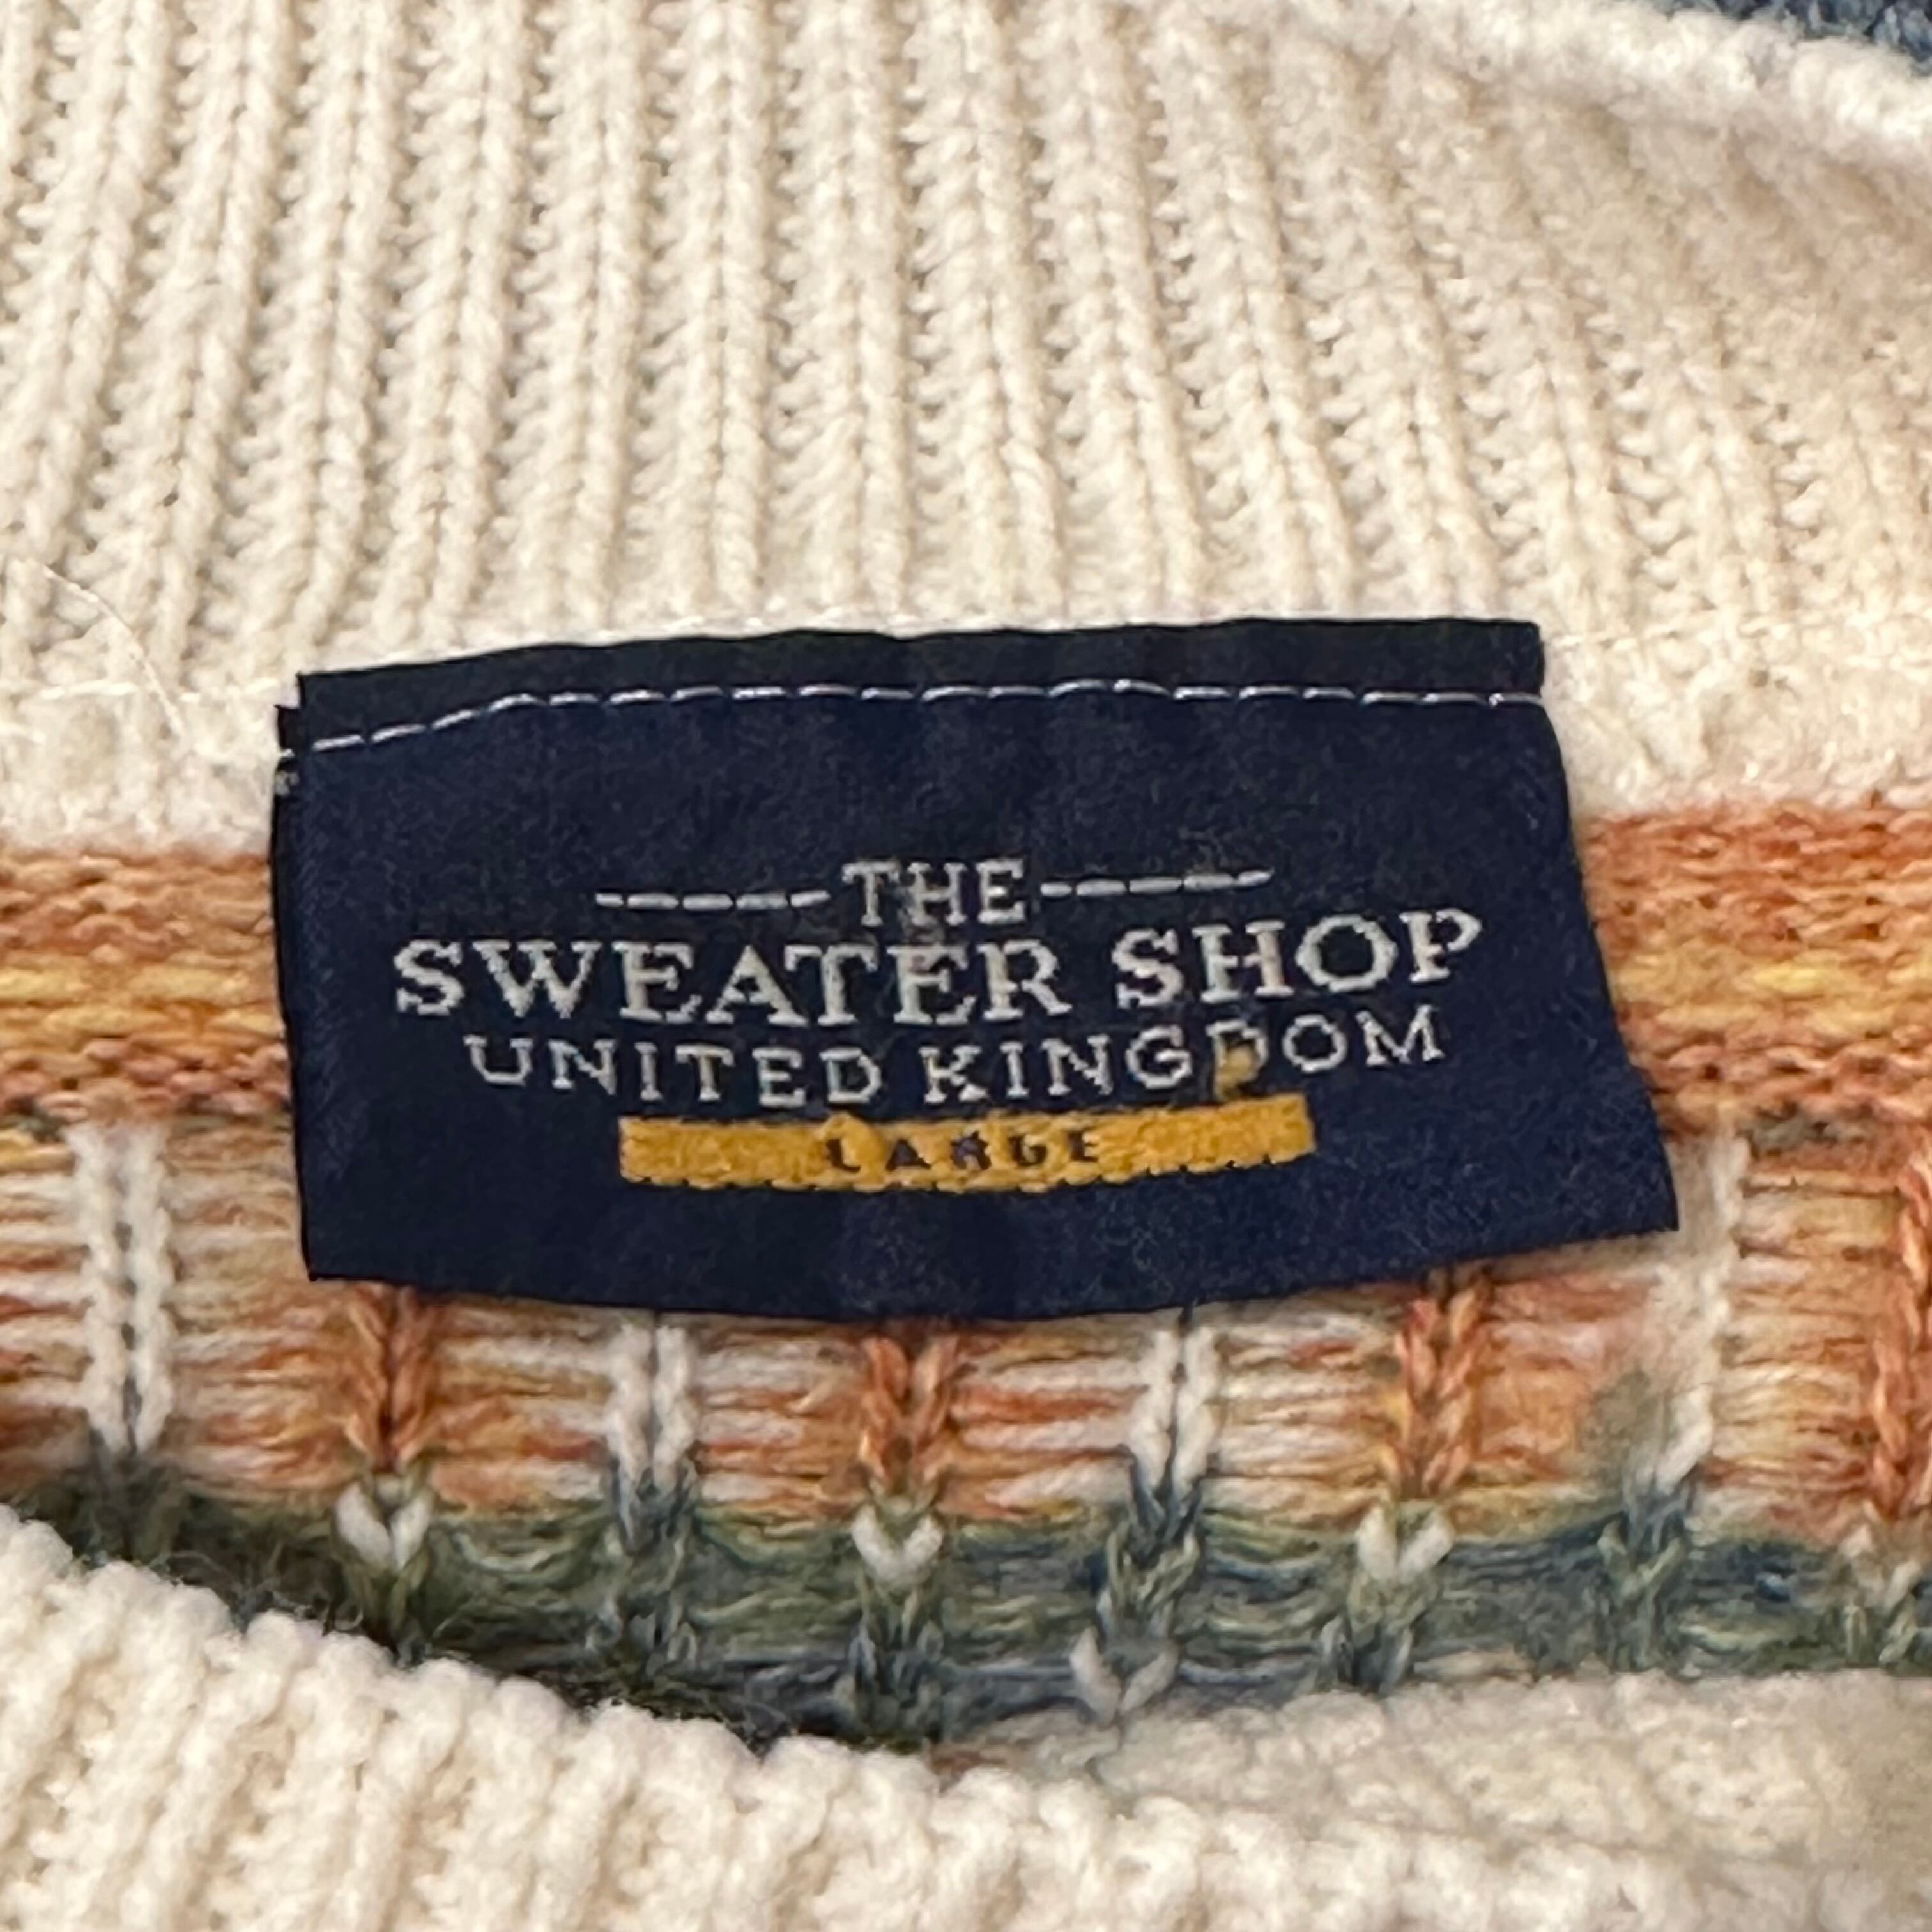 THE
SWEATER SHOP
UNITED KINGDOM
LARGE